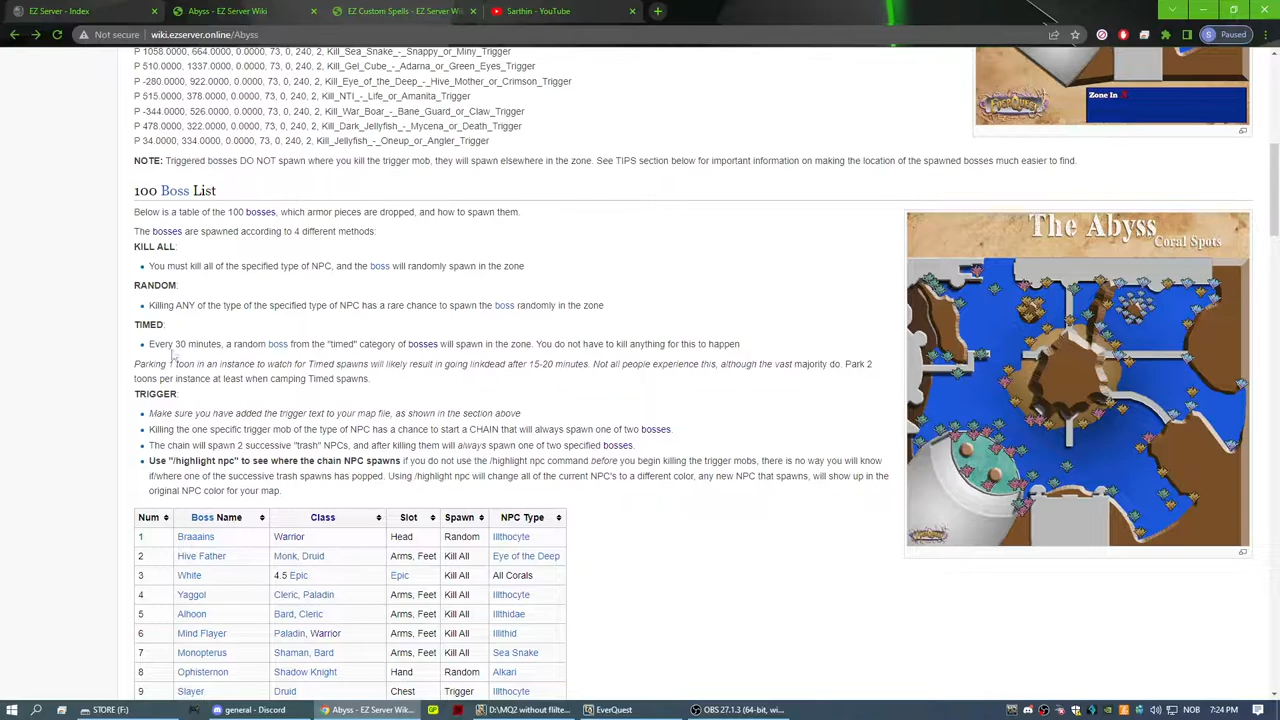 EZ Server - Index
Abyss - EZ Server Wiki
EZ Custom Spells - EZ Server Wiki
Sarthin - YouTube
Not secure | wiki.ezserver.online/Abyss
S Paused
P 1058.0000, 664.0000, 0.0000, 73, 0, 240, 2, Kill_Sea_Snake_-_Snappy_or_Miny_Trigger
P 510.0000, 1337.0000, 0.0000, 73, 0, 240, 2, Kill_Gel_Cube_-_Adarna_or_Green_Eyes_Trigger
P -280.0000, 922.0000, 0.0000, 73, 0, 240, 2, Kill_Eye_of_the_Deep_-_Hive_Mother_or_Crimson_Trigger
P 515.0000, 378.0000, 0.0000, 73, 0, 240, 2, Kill_NTI_-_Life_or_Amanita_Trigger
P -344.0000, 526.0000, 0.0000, 73, 0, 240, 2, Kill_War_Boar_-_Bane_Guard_or_Claw_Trigger
P 478.0000, 322.0000, 0.0000, 73, 0, 240, 2, Kill_Dark_Jellyfish_-_Mycena_or_Death_Trigger
P 34.0000, 334.0000, 0.0000, 73, 0, 240, 2, Kill_Jellyfish_-_Oneup_or_Angler_Trigger
EverQuest
Zone In
NOTE: Triggered bosses DO NOT spawn where you kill the trigger mob, they will spawn elsewhere in the zone. See TIPS section below for important information on making the location of the spawned bosses much easier to find.
100 Boss List
Below is a table of the 100 bosses, which armor pieces are dropped, and how to spawn them.
The bosses are spawned according to 4 different methods:
KILL ALL:
You must kill all of the specified type of NPC, and the boss will randomly spawn in the zone
RANDOM:
Killing ANY of the type of the specified type of NPC has a rare chance to spawn the boss randomly in the zone
TIMED:
Every 30 minutes, a random boss from the "timed" category of bosses will spawn in the zone. You do not have to kill anything for this to happen
Parking 1 toon in an instance to watch for Timed spawns will likely result in going linkdead after 15-20 minutes. Not all people experience this, although the vast majority do. Park 2
toons per instance at least when camping Timed spawns.
TRIGGER:
Make sure you have added the trigger text to your map file, as shown in the section above
Killing the one specific trigger mob of the type of NPC has a chance to start a CHAIN that will always spawn one of two bosses.
The chain will spawn 2 successive "trash" NPCs, and after killing them will always spawn one of two specified bosses.
Use "/highlight npc" to see where the chain NPC spawns if you do not use the /highlight npc command before you begin killing the trigger mobs, there is no way you will know
if/where one of the successive trash spawns has popped. Using /highlight npc will change all of the current NPC's to a different color, any new NPC that spawns, will show up in the
original NPC color for your map.
The Abyss
Coral Spots
EverQuest
Num Boss Name Class Slot Spawn NPC Type
1 Braaains Warrior Head Random Illthocyte
2 Hive Father Monk, Druid Arms, Feet Kill All Eye of the Deep
3 White 4.5 Epic Epic Kill All All Corals
4 Yaggol Cleric, Paladin Arms, Feet Kill All Illthocyte
5 Alhoon Bard, Cleric Arms, Feet Kill All Illthidae
6 Mind Flayer Paladin, Warrior Arms, Feet Kill All Illithid
7 Monopterus Shaman, Bard Arms, Feet Kill All Sea Snake
8 Ophisternon Shadow Knight Hand Random Alkari
9 Slayer Druid Chest Trigger Illthocyte
STORE (F:)
general - Discord
Abyss - EZ Server Wik...
D:\MQ2 without flilte...
EverQuest
OBS 27.1.3 (64-bit, wi...
NOB
7:24 PM